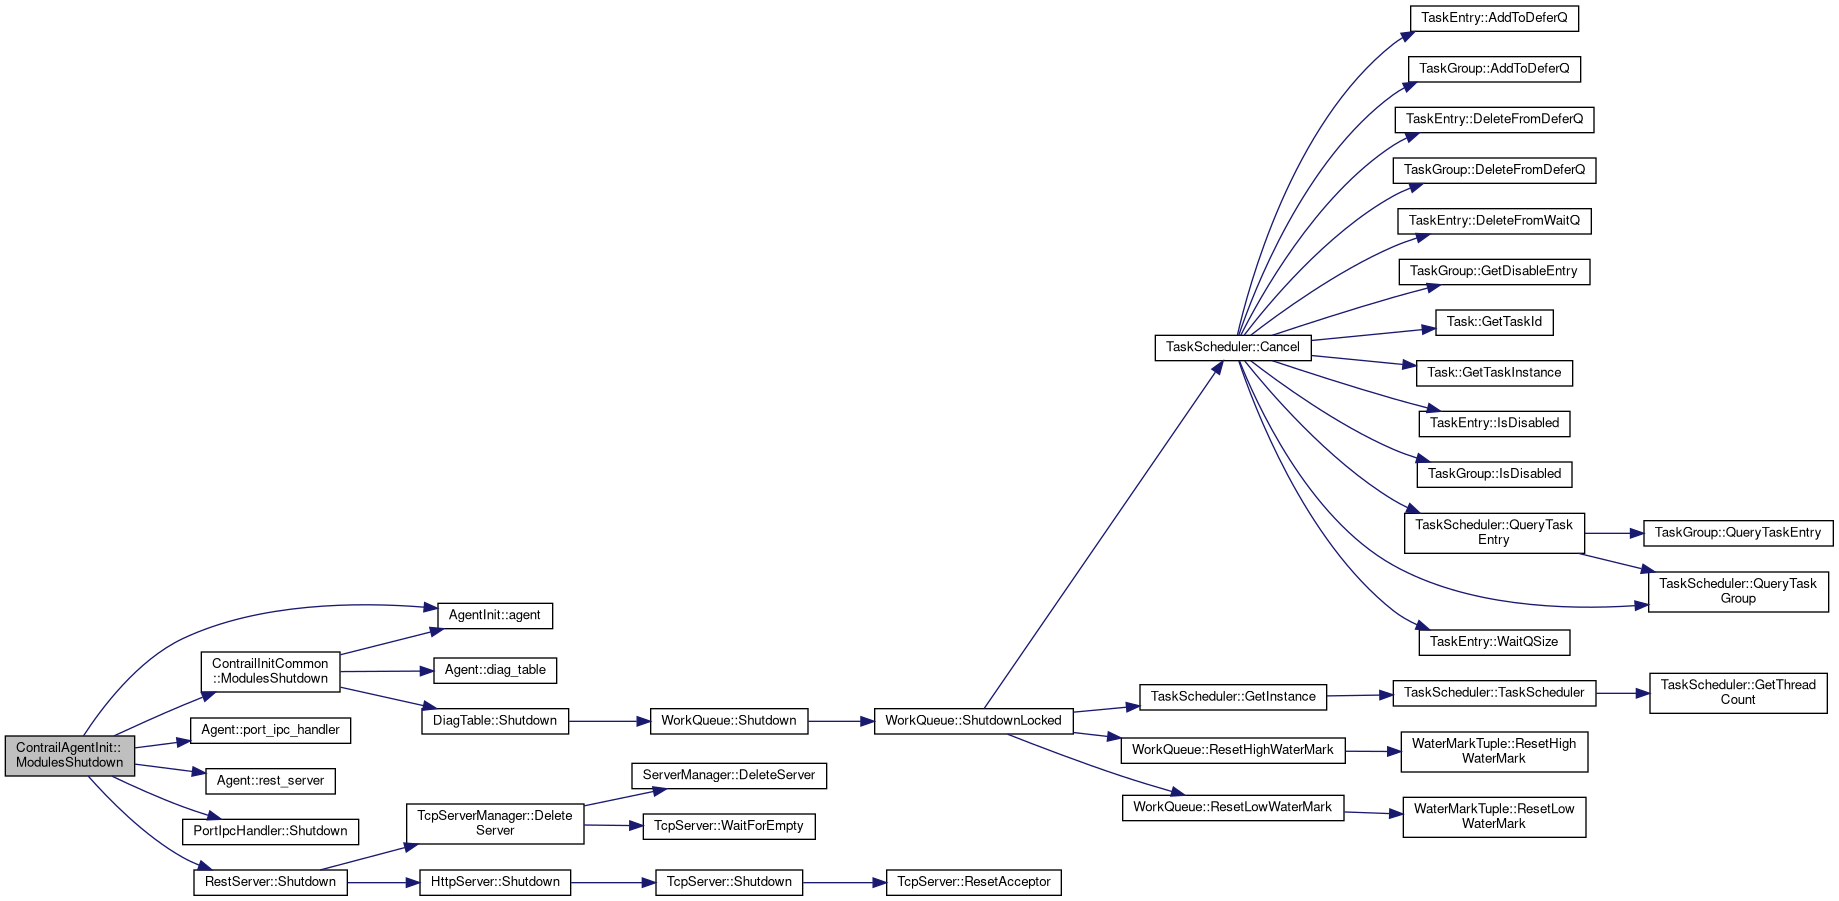 TaskEntry::AddToDeferQ
TaskGroup::AddToDeferQ
TaskEntry::DeleteFromDeferQ
TaskGroup::DeleteFromDeferQ
TaskEntry::DeleteFromWaitQ
TaskGroup::GetDisableEntry
Task::GetTaskId
TaskScheduler::Cancel
Task::GetTaskInstance
TaskEntry::IsDisabled
TaskGroup::IsDisabled
TaskScheduler::QueryTask
Entry
TaskGroup::QueryTaskEntry
TaskScheduler::QueryTask
Group
AgentInit::agent
TaskEntry::WaitQSize
ContrailInitCommon
::ModulesShutdown
Agent::diag_table
TaskScheduler::GetInstance
TaskScheduler::TaskScheduler
TaskScheduler::GetThread
Count
DiagTable::Shutdown
WorkQueue::Shutdown
WorkQueue::ShutdownLocked
Agent::port_ipc_handler
ContrailAgentInit::
ModulesShutdown
WorkQueue::ResetHighWaterMark
WaterMarkTuple::ResetHigh
WaterMark
Agent::rest_server
ServerManager::DeleteServer
WorkQueue::ResetLowWaterMark
WaterMarkTuple::ResetLow
WaterMark
PortIpcHandler::Shutdown
TcpServerManager::Delete
Server
TcpServer::WaitForEmpty
RestServer::Shutdown
HttpServer::Shutdown
TcpServer::Shutdown
TcpServer::ResetAcceptor